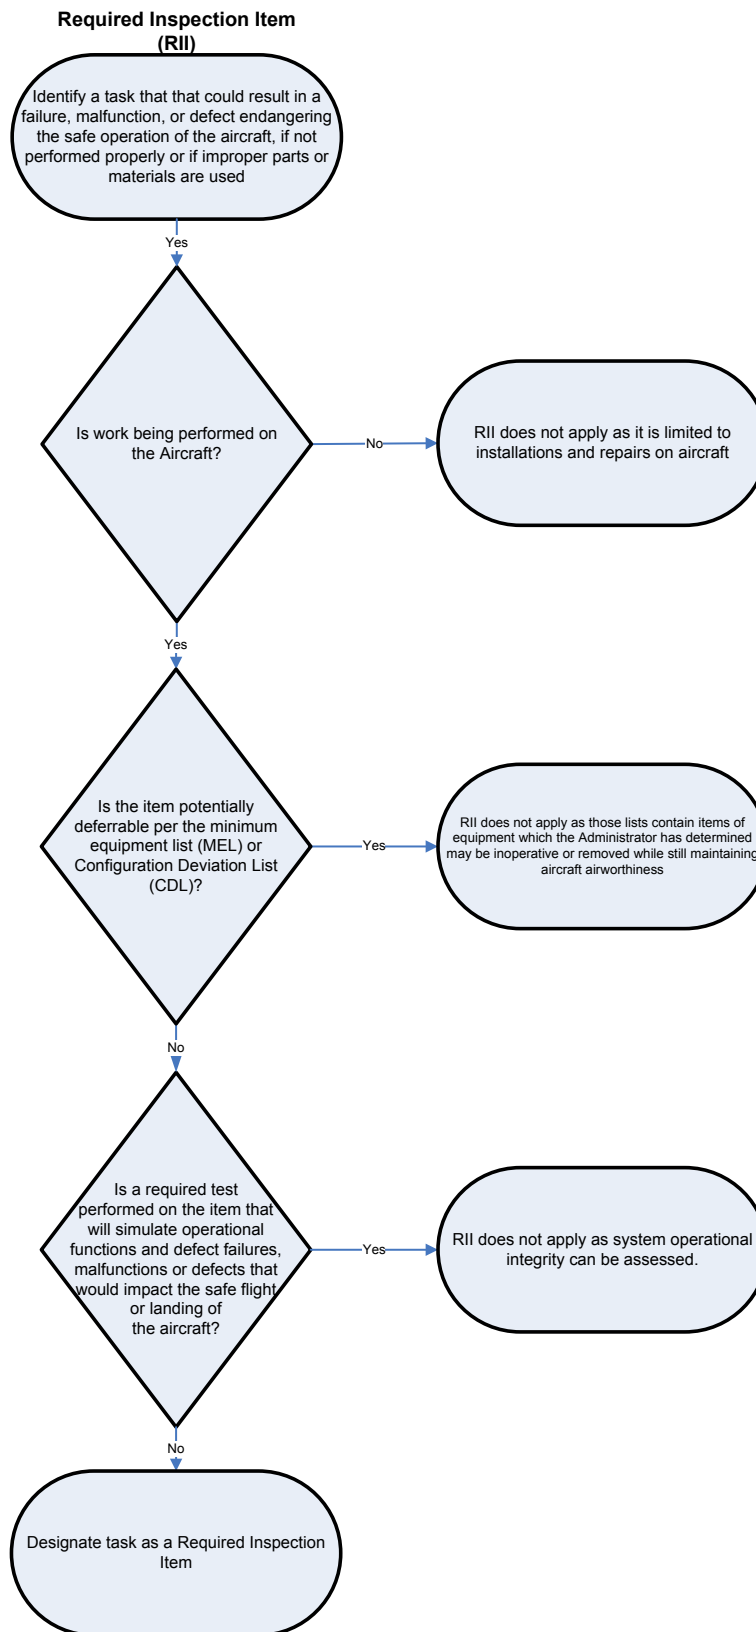 Required Inspection Item
(RII)
Identify a task that that could result in a
failure, malfunction, or defect endangering
the safe operation of the aircraft, if not
performed properly or if improper parts or
materials are used
Yes
Is work being performed on
the Aircraft?
No
RII does not apply as it is limited to
installations and repairs on aircraft
Yes
Is the item potentially
deferrable per the minimum
equipment list (MEL) or
Configuration Deviation List
(CDL)?
Yes
RII does not apply as those lists contain items of
equipment which the Administrator has determined
may be inoperative or removed while still maintaining
aircraft airworthiness
No
Is a required test
performed on the item that
will simulate operational
functions and defect failures,
malfunctions or defects that
would impact the safe flight
or landing of
the aircraft?
Yes
RII does not apply as system operational
integrity can be assessed.
No
Designate task as a Required Inspection
Item